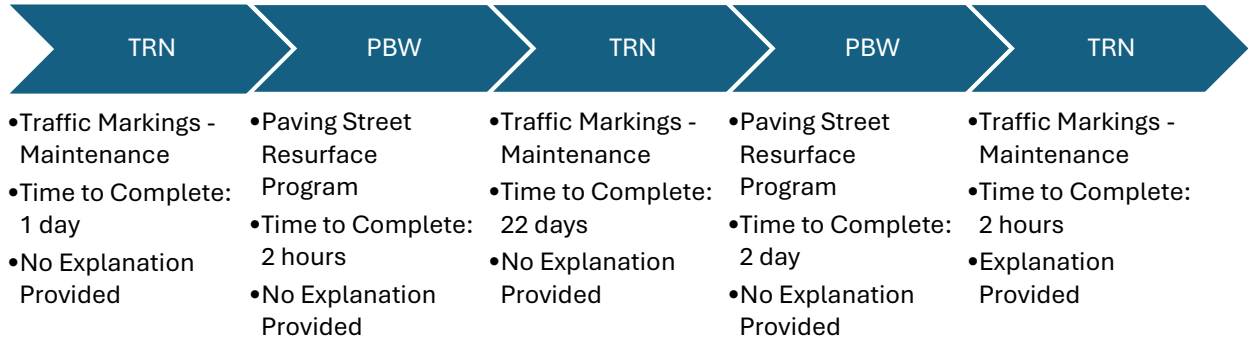 TRN
PBW
TRN
PBW
TRN
•Traffic Markings -
Maintenance
•Time to Complete:
1 day
•No Explanation
Provided
•Paving Street
Resurface
Program
•Time to Complete:
2 hours
•No Explanation
Provided
•Traffic Markings -
Maintenance
•Time to Complete:
22 days
•No Explanation
Provided
•Paving Street
Resurface
Program
•Time to Complete:
2 day
•No Explanation
Provided
•Traffic Markings -
Maintenance
•Time to Complete:
2 hours
•Explanation
Provided